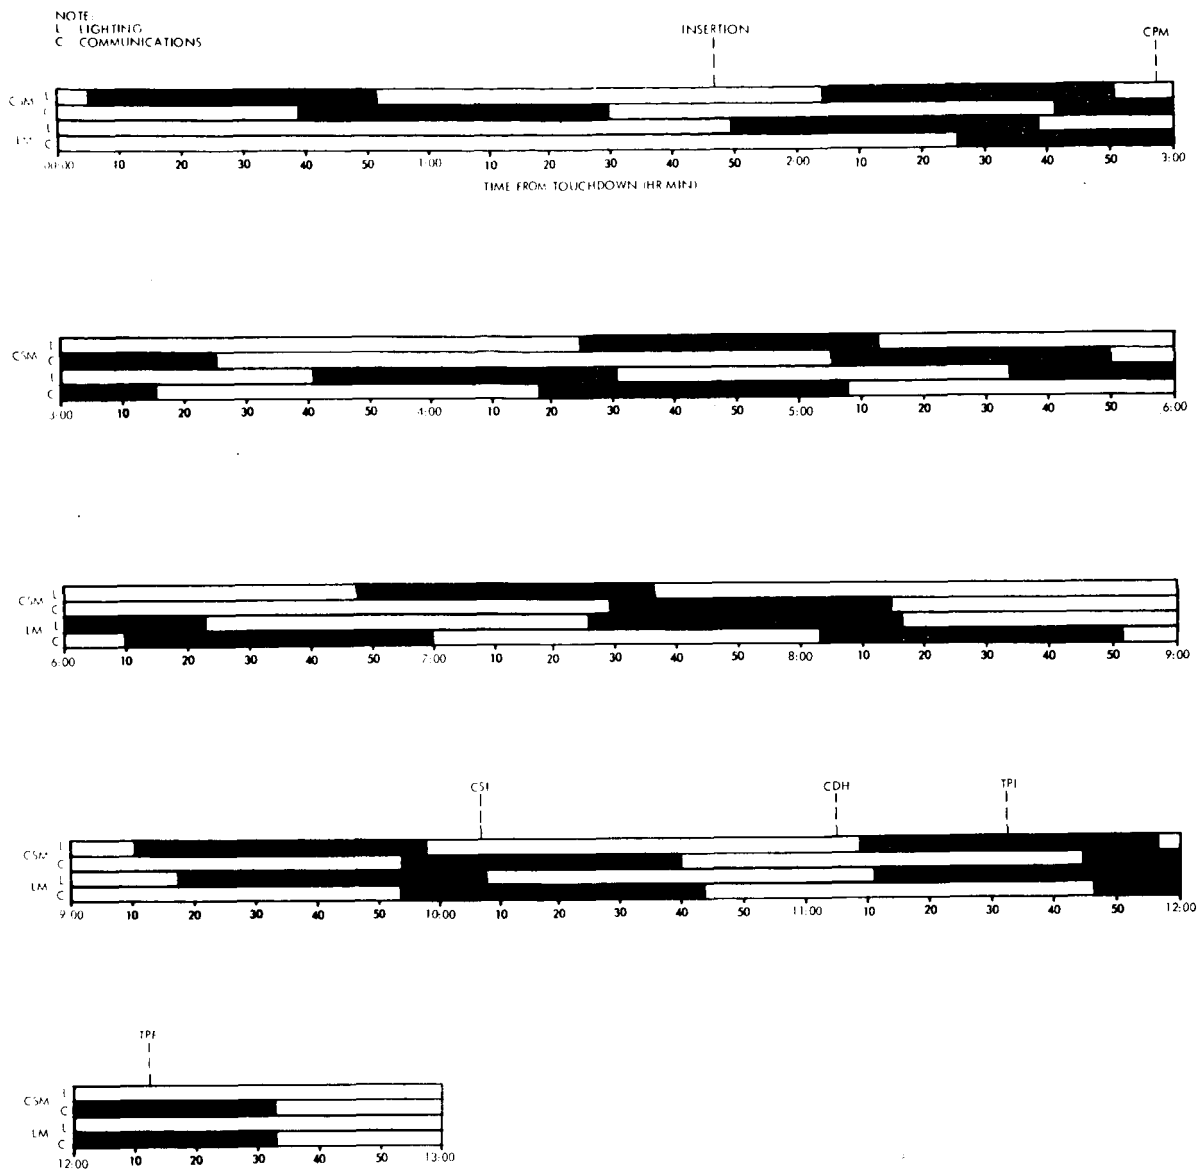 NOTE:
L LIGHTING
C COMMUNICATIONS
INSERTION
CPM
CSM L
C
L
LM C
00:00 10 20 30 40 50 1:00 10 20 30 40 50 2:00 10 20 30 40 50 3:00
TIME FROM TOUCHDOWN (HR:MIN)
CSM L
C
L
C
3:00 10 20 30 40 50 4:00 10 20 30 40 50 5:00 10 20 30 40 50 6:00
CSM L
C
LM L
C
6:00 10 20 30 40 50 7:00 10 20 30 40 50 8:00 10 20 30 40 50 9:00
CSI
CDH
TPI
CSM L
C
LM L
C
9:00 10 20 30 40 50 10:00 10 20 30 40 50 11:00 10 20 30 40 50 12:00
TPF
CSM L
C
LM L
C
12:00 10 20 30 40 50 13:00